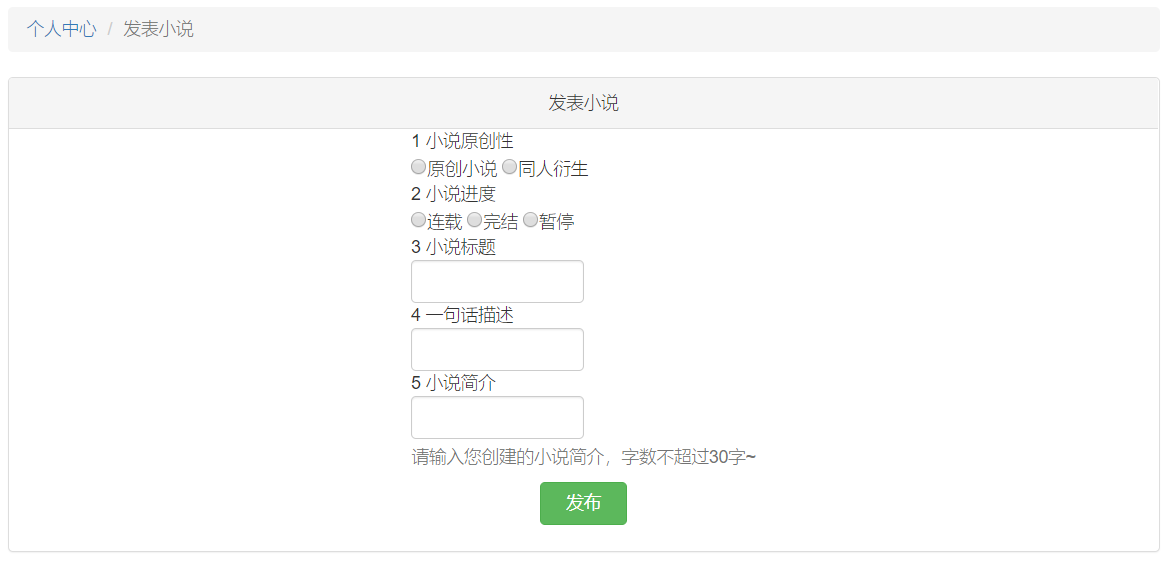 个人中心 / 发表小说
发表小说
1 小说原创性
原创小说 同人衍生
2 小说进度
连载 完结 暂停
3 小说标题
4 一句话描述
5 小说简介
请输入您创建的小说简介，字数不超过30字~
发布